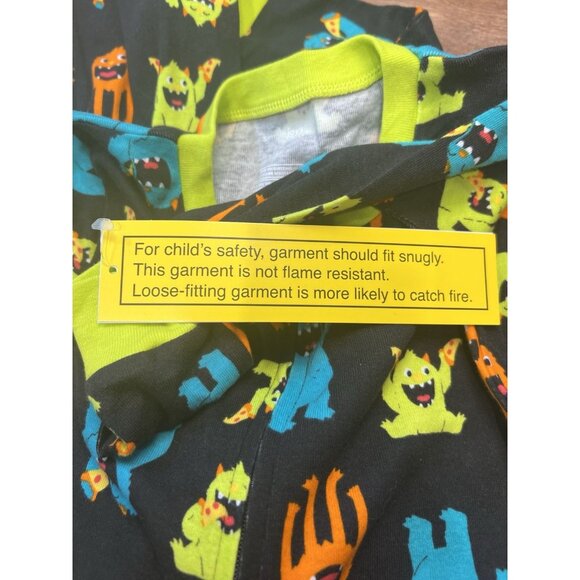 For child's safety, garment should fit snugly.
This garment is not flame resistant.
Loose-fitting garment is more likely to catch fire.